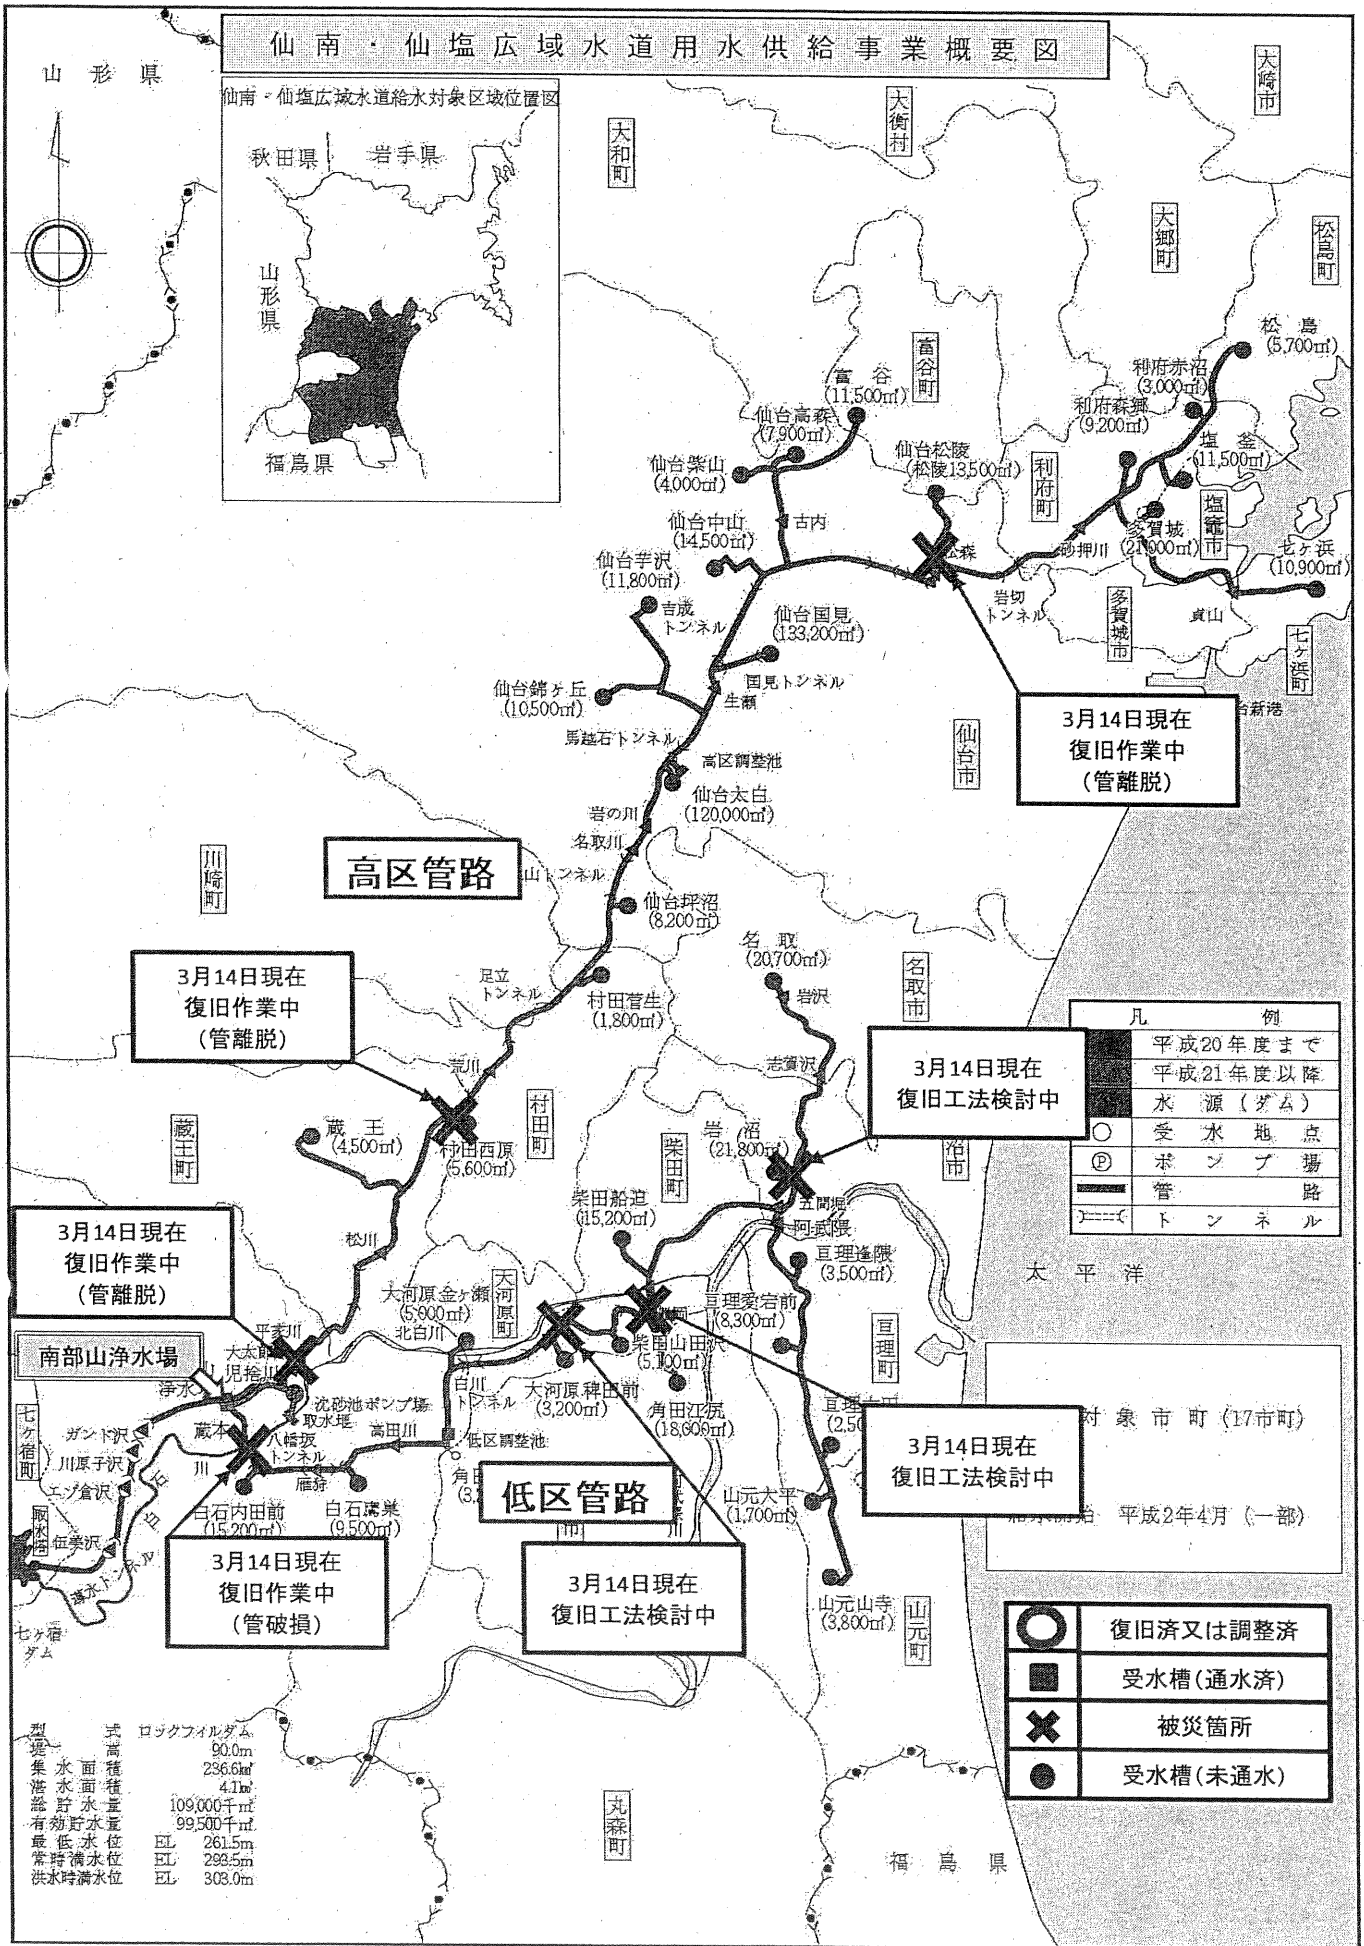 仙南・仙塩広域水道用水供給事業概要図
山形県
仙南・仙塩広域水道給水対象区域位置図
秋田県
岩手県
山形県
福島県
大和町
大衡村
大崎市
大郷町
松島町
富谷町
松島
(5,700㎥)
利府赤沼
(3,000㎥)
利府森郷
(9,200㎥)
塩釜
(11,500㎥)
富谷
(11,500㎥)
仙台高森
(7,900㎥)
仙台松陵
(松陵13,500㎥)
仙台柴山
(4,000㎥)
利府町
塩竈市
仙台中山
(14,500㎥)
古内
松森
砂押川
多賀城
(21,000㎥)
七ヶ浜
(10,900㎥)
仙台芋沢
(11,800㎥)
岩切
トンネル
多賀城市
貞山
七ヶ浜町
吉成
トンネル
仙台国見
(133,200㎥)
国見トンネル
仙台錦ヶ丘
(10,500㎥)
生瀬
馬越石トンネル
台新港
3月14日現在
復旧作業中
(管離脱)
仙台市
高区調整池
仙台太白
(120,000㎥)
岩の川
名取川
山トンネル
高区管路
川崎町
仙台坪沼
(8,200㎥)
名取
(20,700㎥)
名取市
岩沢
3月14日現在
復旧作業中
(管離脱)
足立
トンネル
村田菅生
(1,800㎥)
凡例
平成20年度まで
平成21年度以降
水源(ダム)
受水地点
Ⓟ ポンプ場
管路
トンネル
荒川
志賀沢
3月14日現在
復旧工法検討中
村田町
蔵王町
蔵王
(4,500㎥)
村田西原
(5,600㎥)
柴田町
岩沼
(21,800㎥)
沼市
柴田船迫
(15,200㎥)
五間堀
阿武隈
3月14日現在
復旧作業中
(管離脱)
松川
亘理逢隈
(3,500㎥)
太平洋
大河原金ヶ瀬
(5,000㎥)
大河原町
北白川
亘理愛宕前
(8,300㎥)
亘理町
平家川
南部山浄水場
児捨川
浄水
柴田山田沢
(5,100㎥)
白川
トンネル
大河原稗田前
(3,200㎥)
角田江尻
(18,600㎥)
沈砂池ポンプ場
取水堰
七ヶ宿町
ガンド沢
蔵本
八幡坂
トンネル
高田川
低区調整池
川原子沢
川
雁狩
白石川
白石内田前
(15,200㎥)
白石鷹巣
(9,500㎥)
低区管路
3月14日現在
復旧工法検討中
対象市町(17市町)
平成2年4月(一部)
山元大平
(1,700㎥)
導水トンネル
七ヶ宿
ダム
3月14日現在
復旧作業中
(管破損)
3月14日現在
復旧工法検討中
山元山寺
(3,800㎥)
山元町
復旧済又は調整済
受水槽(通水済)
被災箇所
受水槽(未通水)
型式 ロックフィルダム
堤高 90.0m
集水面積 236.6k㎡
湛水面積 4.1k㎡
総貯水量 109,000千㎥
有効貯水量 99,500千㎥
最低水位 EL 261.5m
常時満水位 EL 293.5m
洪水時満水位 EL 303.0m
丸森町
福島県